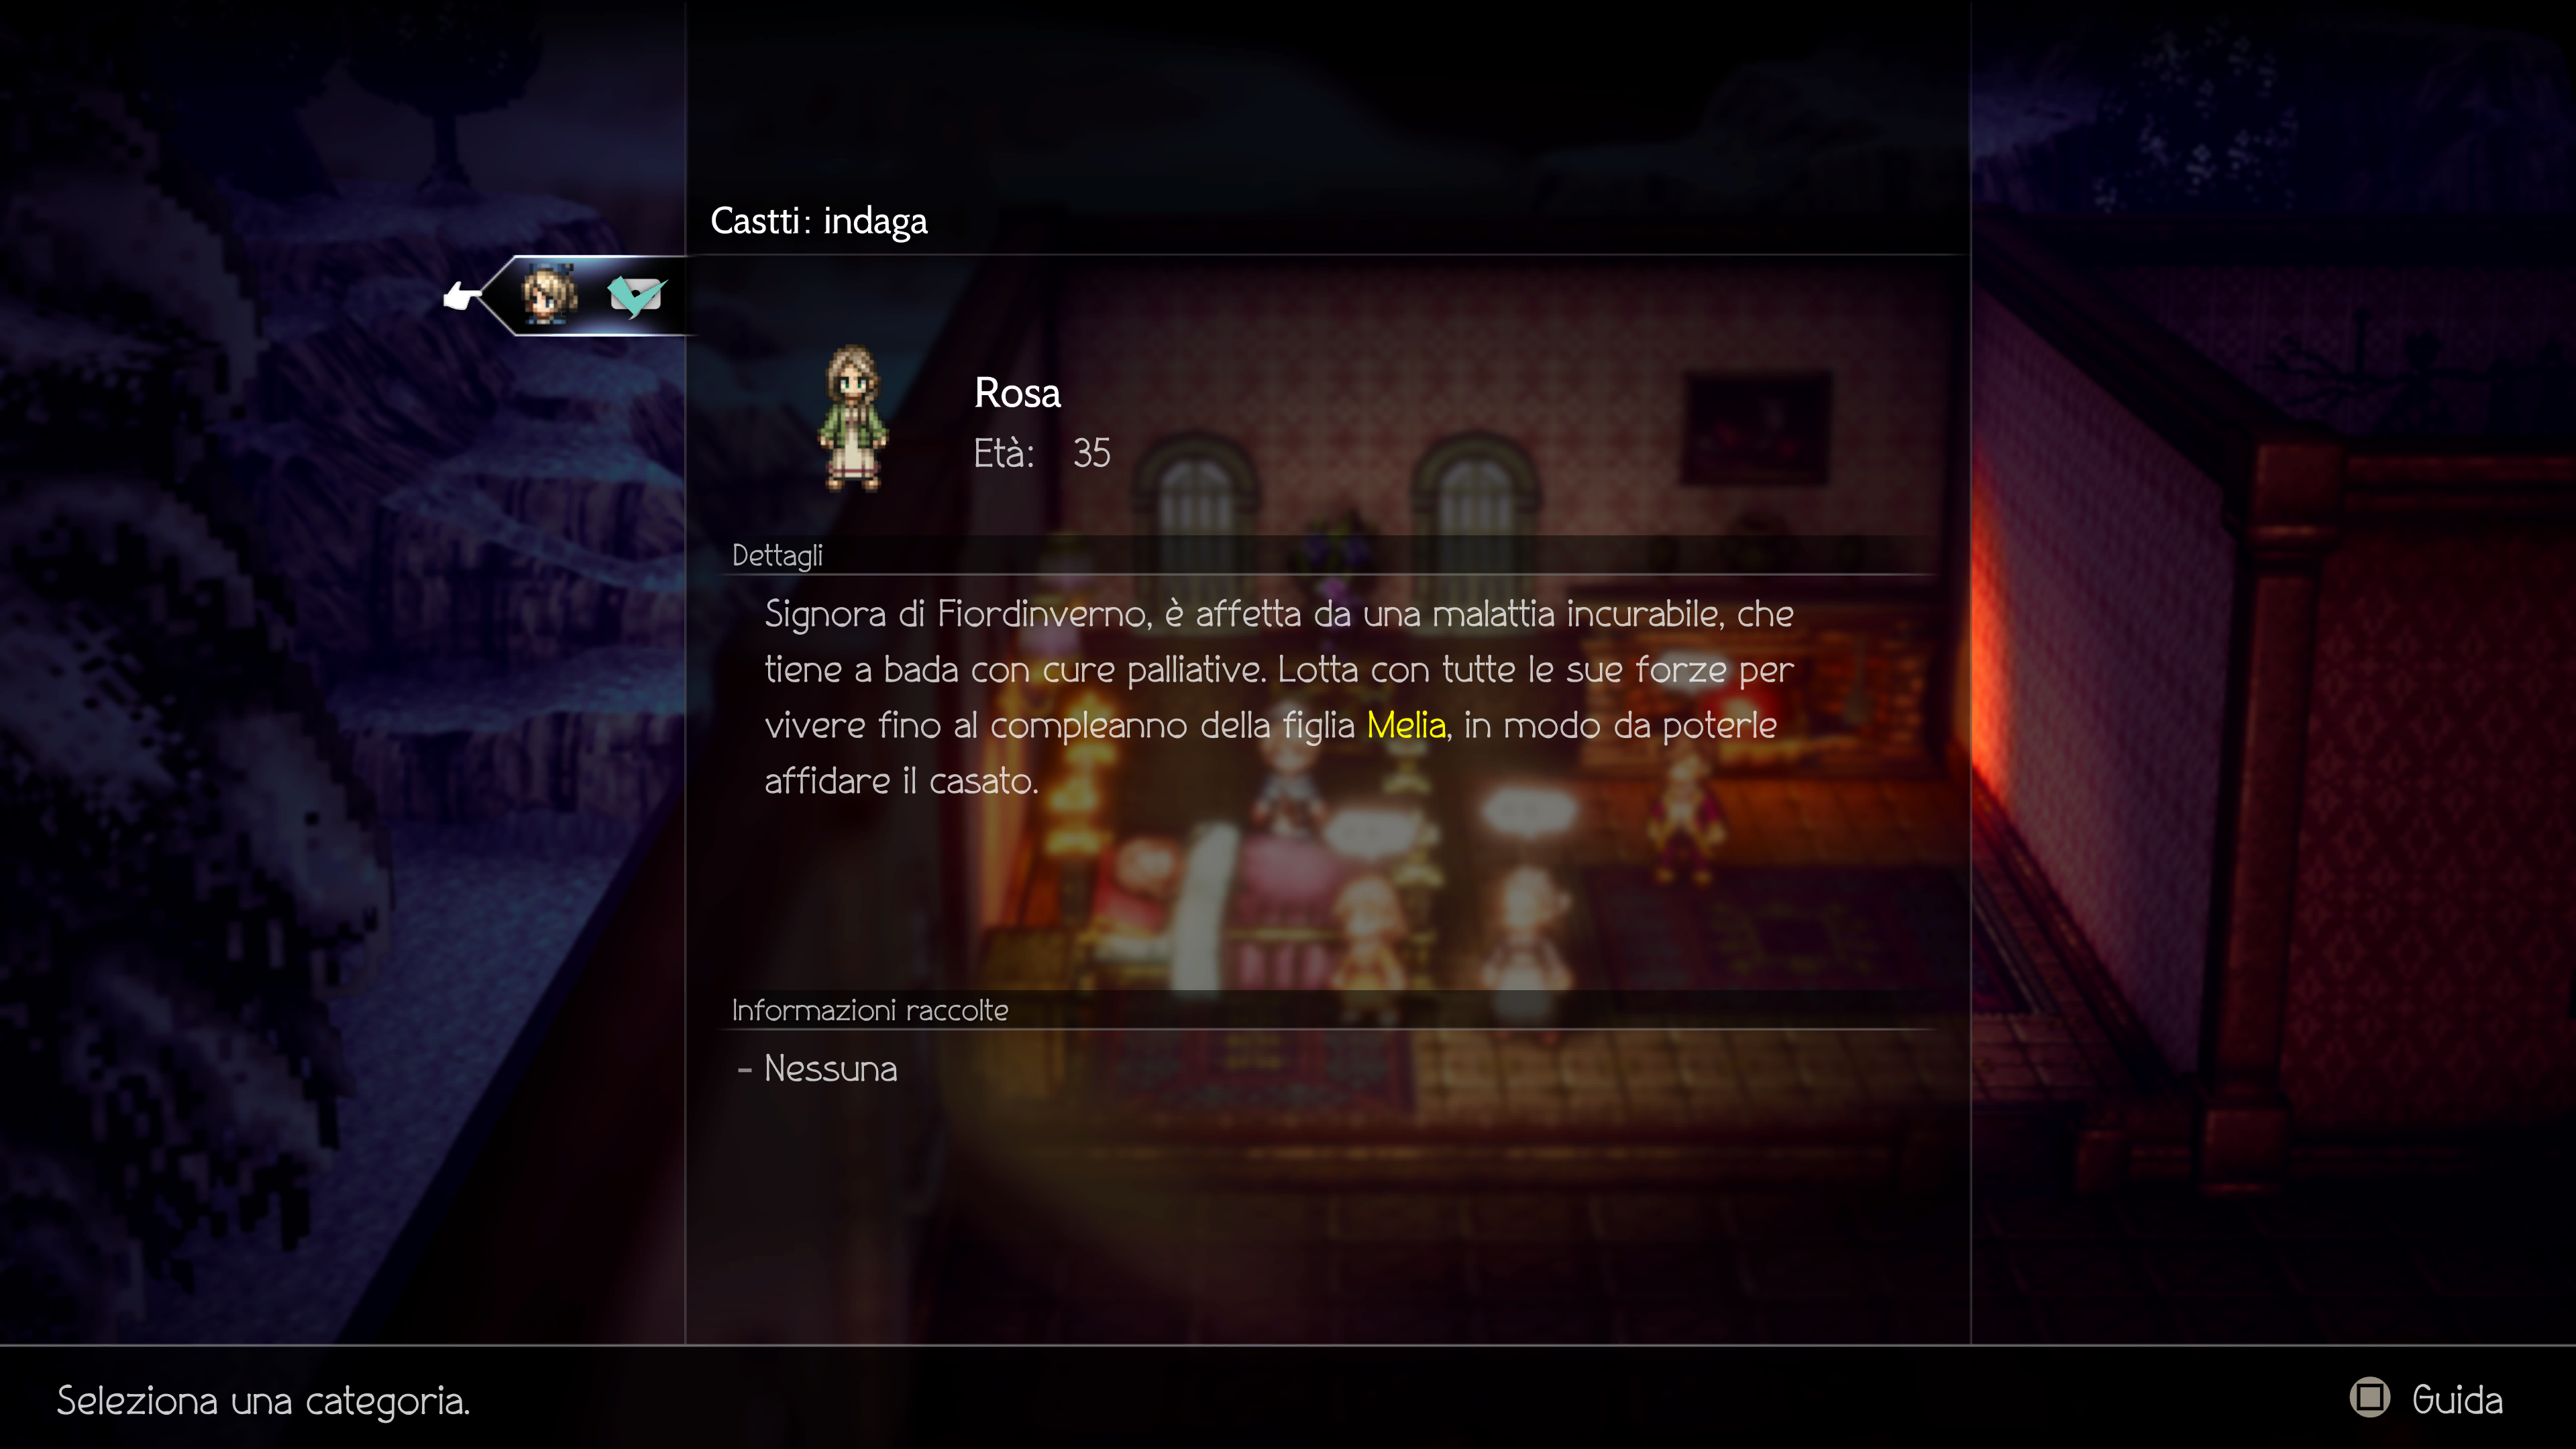 Castti: indaga
Rosa
Età: 35
Dettagli
Signora di Fiordinverno, è affetta da una malattia incurabile, che
tiene a bada con cure palliative. Lotta con tutte le sue forze per
vivere fino al compleanno della figlia Melia, in modo da poterle
affidare il casato.
Informazioni raccolte
- Nessuna
Seleziona una categoria.
Guida